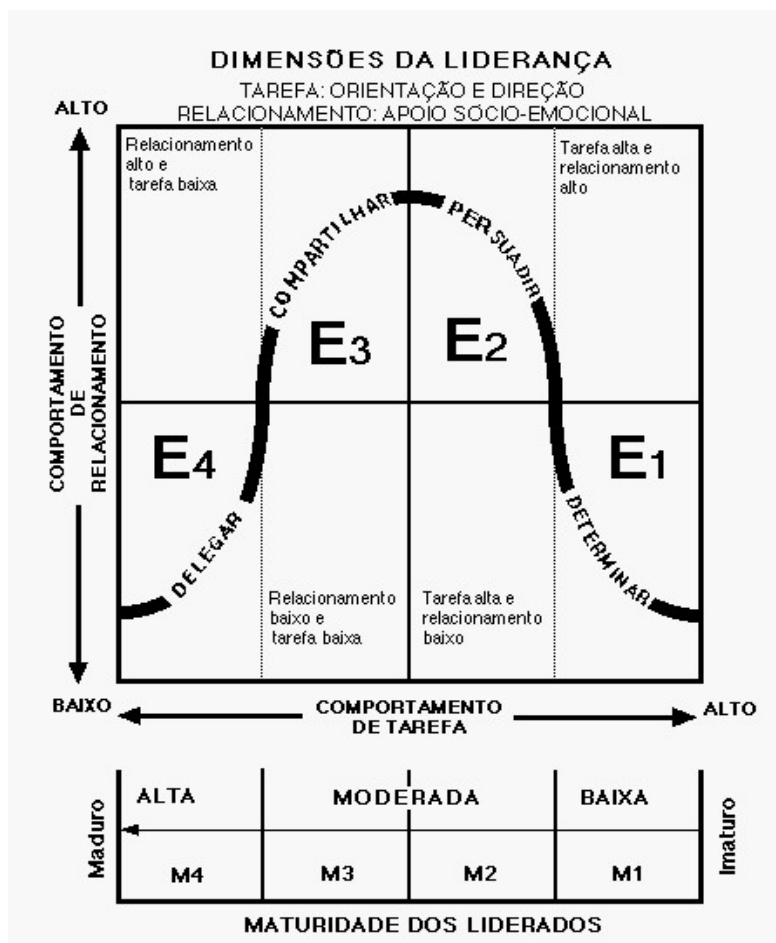 DIMENSÕES DA LIDERANÇA
TAREFA: ORIENTAÇÃO E DIREÇÃO
RELACIONAMENTO: APOIO SÓCIO-EMOCIONAL
ALTO
Relacionamento
alto e
tarefa baixa
Tarefa alta e
relacionamento
alto
COMPARTILHAR
PERSUADIR
E3
E2
COMPORTAMENTO
DE
RELACIONAMENTO
E4
E1
DELEGAR
DETERMINAR
Relacionamento
baixo e
tarefa baixa
Tarefa alta e
relacionamento
baixo
BAIXO
COMPORTAMENTO
DE TAREFA
ALTO
Maduro
ALTA
MODERADA
BAIXA
Imaturo
M4
M3
M2
M1
MATURIDADE DOS LIDERADOS